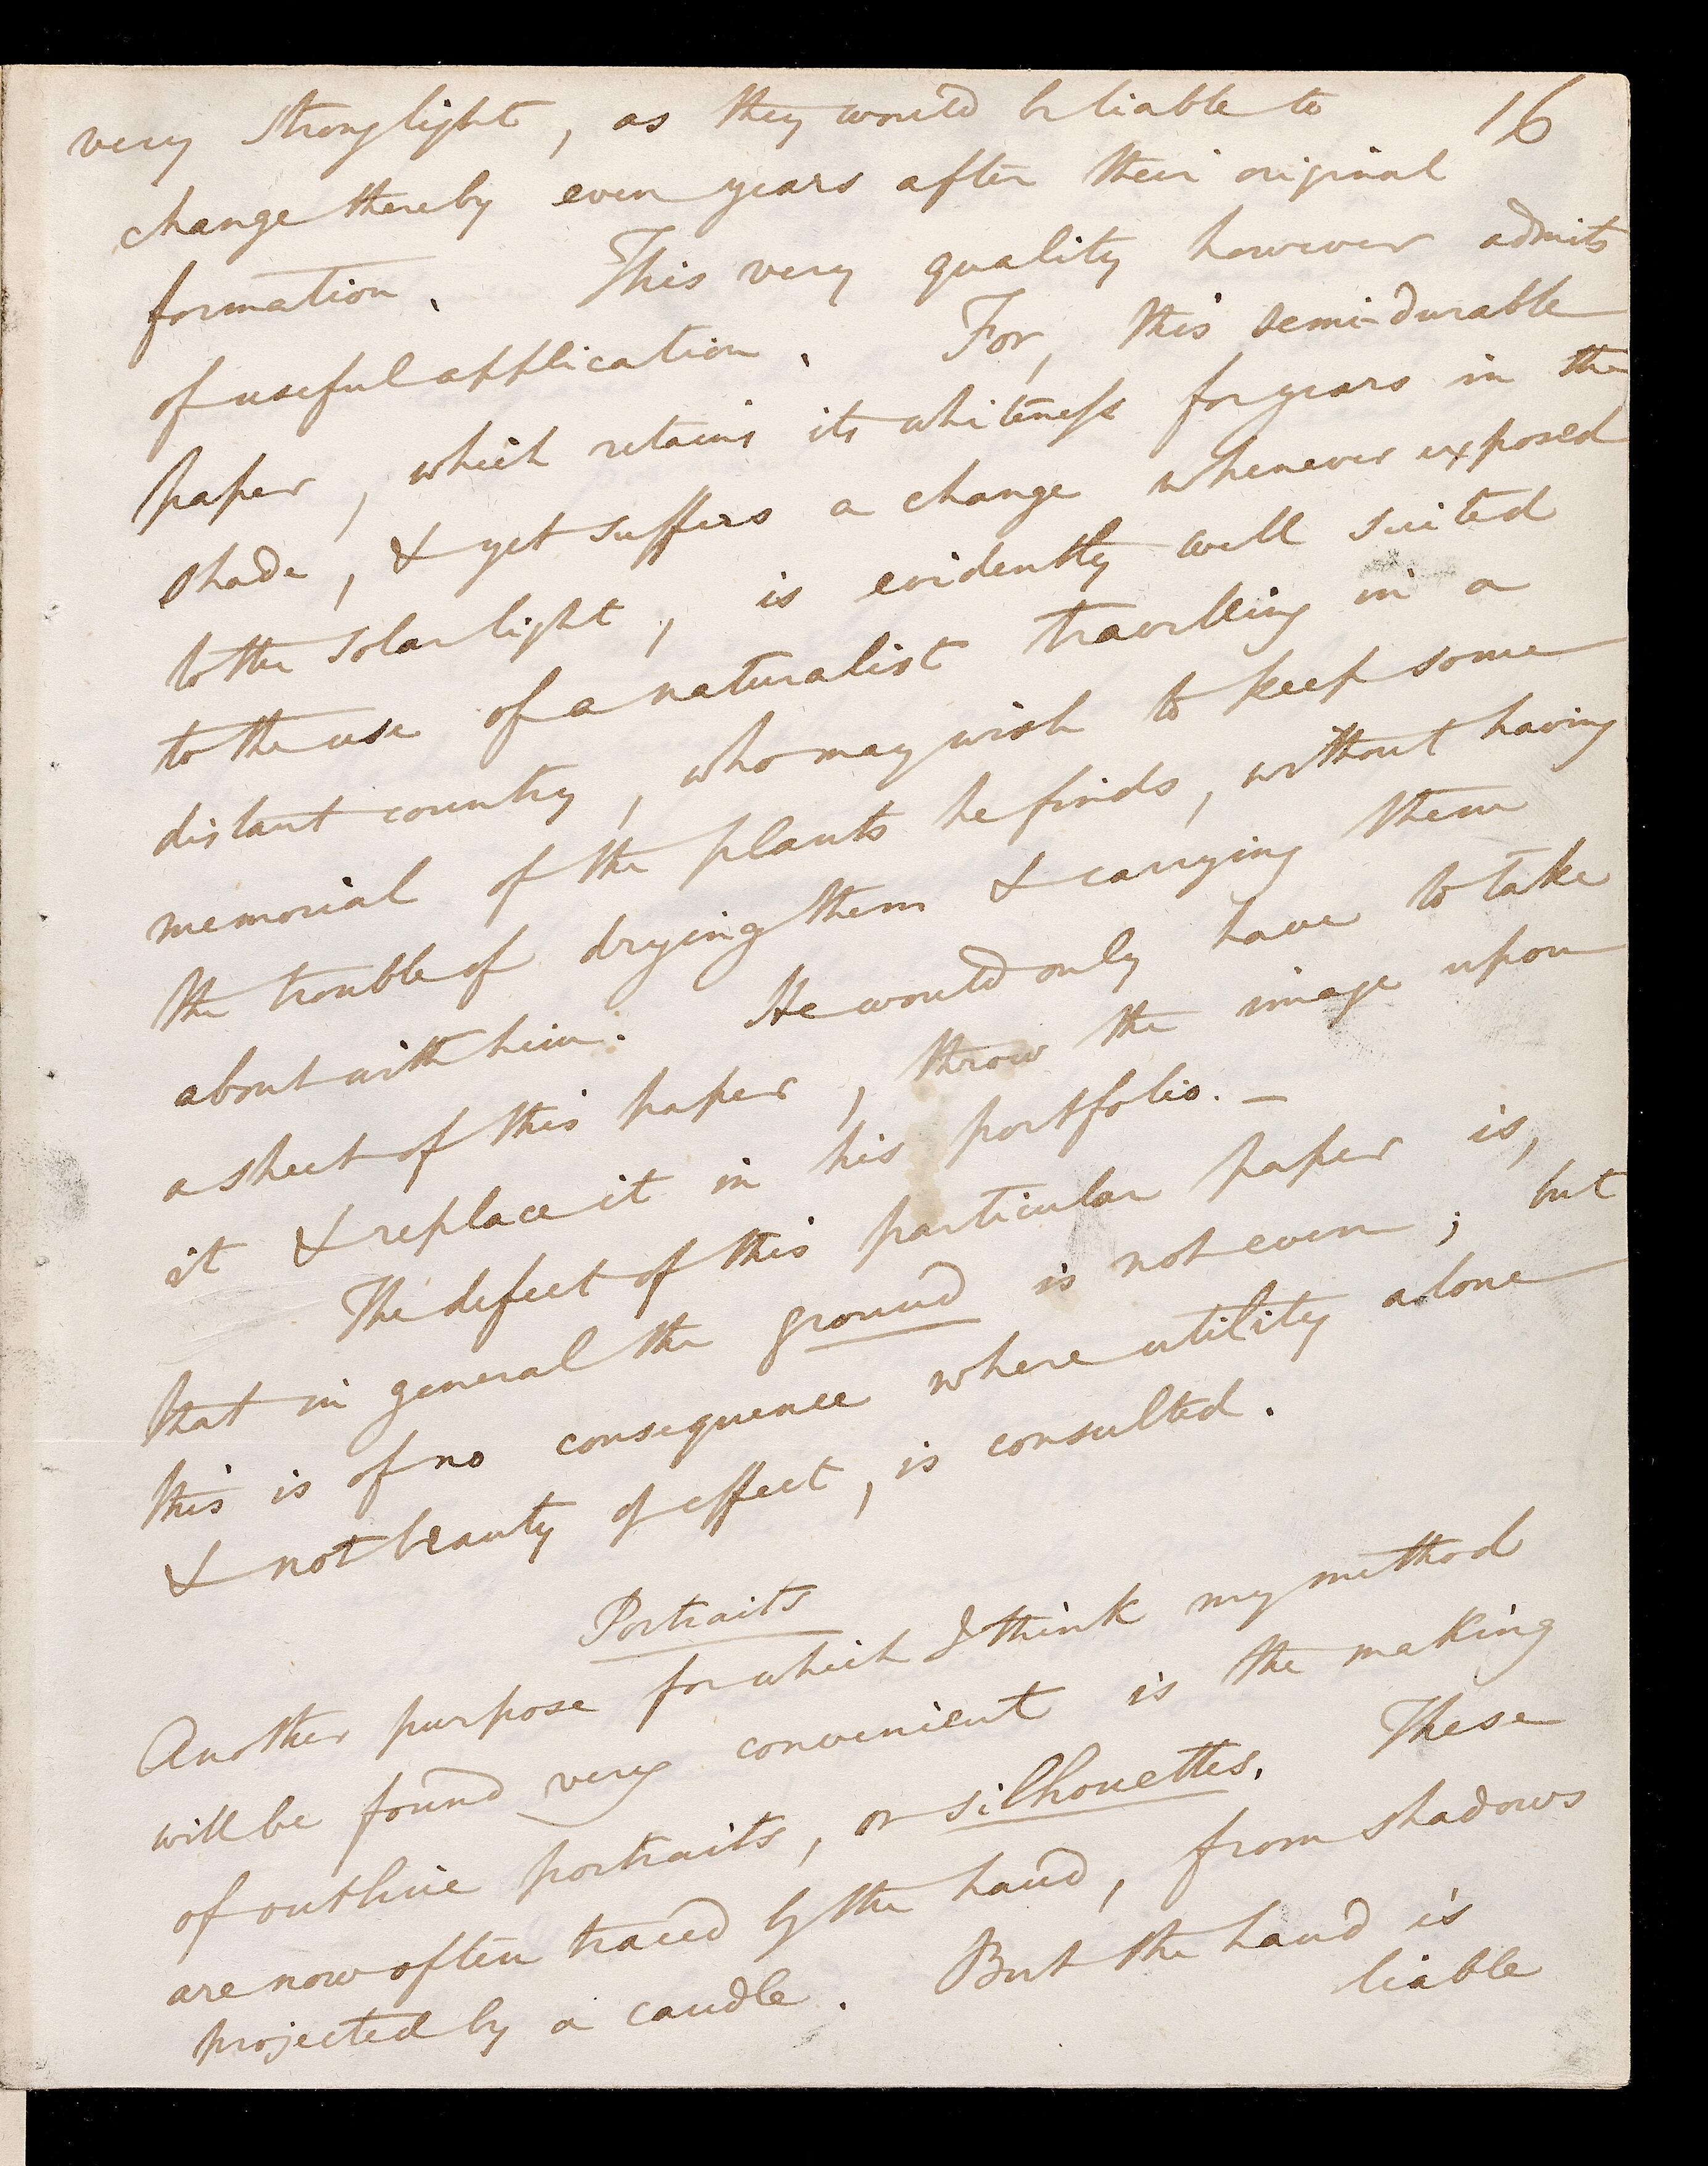 16
very strong light, as they would be liable to
change thereby even years after their original
formation. This very quality however admits
of useful application. For, this semi-durable
paper, which retains its whiteness for years in the
shade, & yet suffers a change whenever exposed
to the solar light, is evidently well suited
to the use of a naturalist travelling in a
distant country, who may wish to keep some
memorial of the plants he finds, without having
the trouble of drying them & carrying them
about with him. He would only have to take
a sheet of this paper, throw the image upon
it & replace it in his portfolio. –
The defect of this particular paper is,
that in general the ground is not even; but
this is of no consequence where utility alone
& not beauty of effect, is consulted.
Portraits
Another purpose for which I think my method
will be found very convenient is the making
of outline portraits, or silhouettes. These
are now often traced by the hand, from shadows
projected by a candle. But the hand is
liable